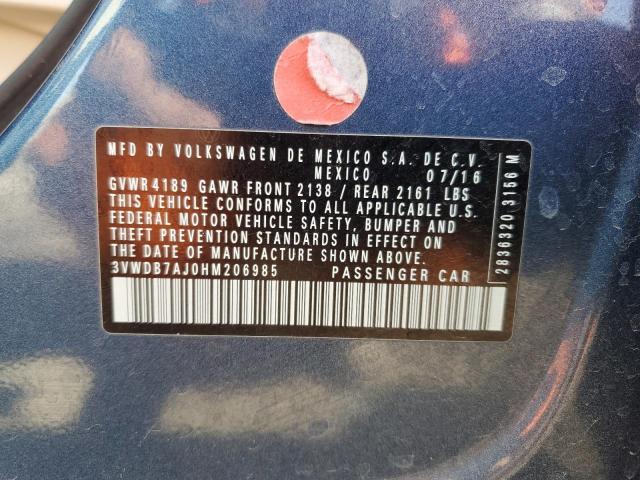 MFD BY VOLKSWAGEN DE MEXICO S.A. DE C.V.
MEXICO 07/16
GVWR 4189 GAWR FRONT 2138 / REAR 2161 LBS
THIS VEHICLE CONFORMS TO ALL APPLICABLE U.S.
FEDERAL MOTOR VEHICLE SAFETY, BUMPER AND
THEFT PREVENTION STANDARDS IN EFFECT ON
THE DATE OF MANUFACTURE SHOWN ABOVE.
3VWDB7AJ0HM206985 PASSENGER CAR
2836320 3156 M